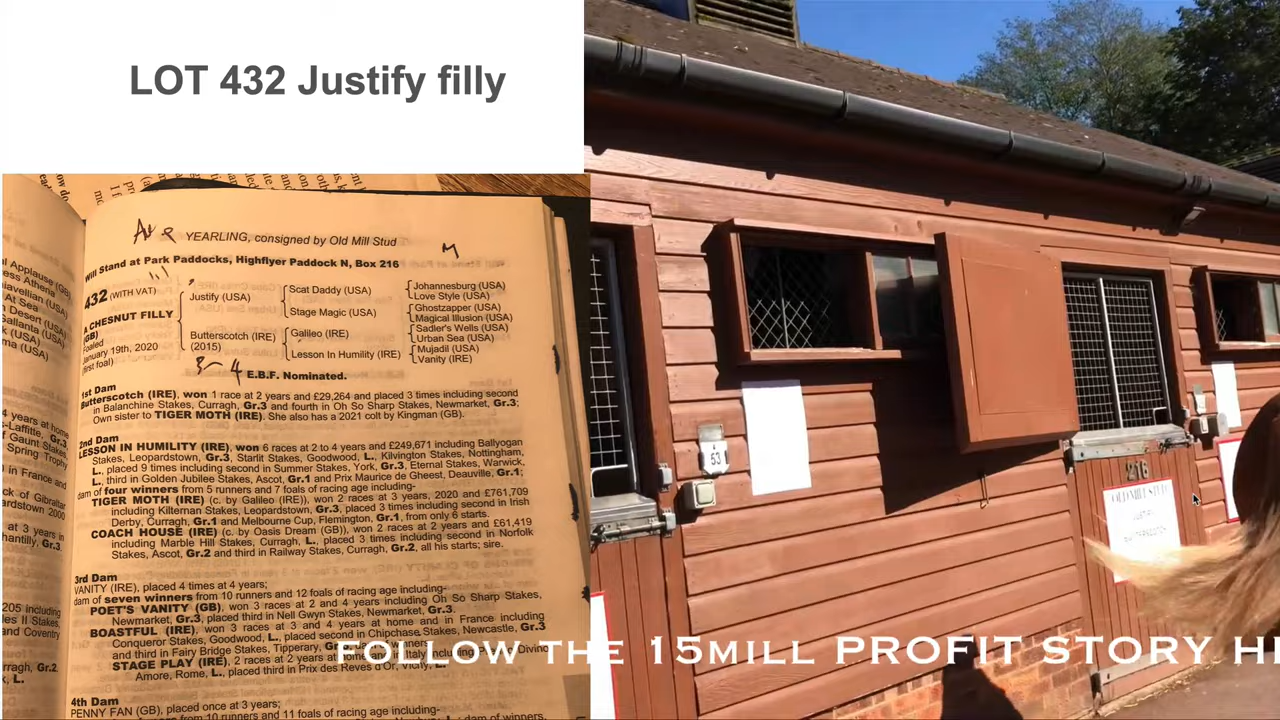 LOT 432 Justify filly
YEARLING, consigned by Old Mill Stud
Will Stand at Park Paddocks, Highflyer Paddock N, Box 216
432 (WITH VAT)
A CHESNUT FILLY
(GB)
Foaled
January 19th, 2020
(first foal)
Justify (USA)
Butterscotch (IRE)
(2015)
Scat Daddy (USA)
Stage Magic (USA)
Galileo (IRE)
Lesson In Humility (IRE)
Johannesburg (USA)
Love Style (USA)
Ghostzapper (USA)
Magical Illusion (USA)
Sadler's Wells (USA)
Urban Sea (USA)
Mujadil (USA)
Vanity (IRE)
4
E.B.F. Nominated.
1st Dam
Butterscotch (IRE), won 1 race at 2 years and £29,264 and placed 3 times including second
in Balanchine Stakes, Curragh, Gr.3 and fourth in Oh So Sharp Stakes, Newmarket, Gr.3;
Own sister to TIGER MOTH (IRE). She also has a 2021 colt by Kingman (GB).
2nd Dam
LESSON IN HUMILITY (IRE), won 6 races at 2 to 4 years and £249,671 including Ballyogan
Stakes, Leopardstown, Gr.3, Starlit Stakes, Goodwood, L., Kilvington Stakes, Nottingham,
L., placed 9 times including second in Summer Stakes, York, Gr.3, Eternal Stakes, Warwick,
L., third in Golden Jubilee Stakes, Ascot, Gr.1 and Prix Maurice de Gheest, Deauville, Gr.1;
dam of four winners from 5 runners and 7 foals of racing age including-
TIGER MOTH (IRE) (c. by Galileo (IRE)), won 2 races at 3 years, 2020 and £761,709
including Kilternan Stakes, Leopardstown, Gr.3, placed 3 times including second in Irish
Derby, Curragh, Gr.1 and Melbourne Cup, Flemington, Gr.1, from only 6 starts.
COACH HOUSE (IRE) (c. by Oasis Dream (GB)), won 2 races at 2 years and £61,419
including Marble Hill Stakes, Curragh, L., placed 3 times including second in Norfolk
Stakes, Ascot, Gr.2 and third in Railway Stakes, Curragh, Gr.2, all his starts; sire.
3rd Dam
VANITY (IRE), placed 4 times at 4 years;
dam of seven winners from 10 runners and 12 foals of racing age including-
POET'S VANITY (GB), won 3 races at 2 and 4 years including Oh So Sharp Stakes,
Newmarket, Gr.3, placed third in Nell Gwyn Stakes, Newmarket, Gr.3.
BOASTFUL (IRE), won 3 races at 3 and 4 years at home and in France including
Conqueror Stakes, Goodwood, L., placed second in Chipchase Stakes, Newcastle, Gr.3
and third in Fairy Bridge Stakes, Tipperary,
STAGE PLAY (IRE), 2 races at 2 years at
Amore, Rome, L., placed third in Prix des Reves d'Or, Vichy, L.
4th Dam
PENNY FAN (GB), placed once at 3 years;
from 10 runners and 11 foals of racing age including-
53
216
OLD MILL STUD
FOLLOW THE 15MILL PROFIT STORY